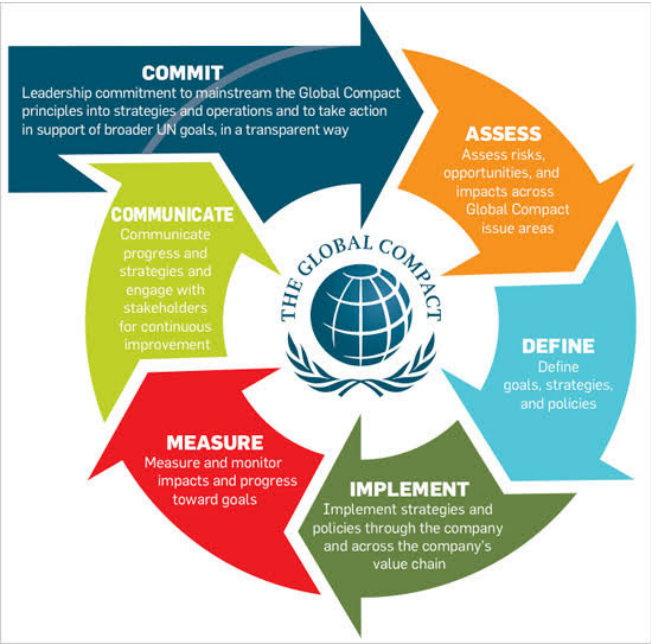 COMMIT
Leadership commitment to mainstream the Global Compact
principles into strategies and operations and to take action
in support of broader UN goals, in a transparent way
ASSESS
Assess risks,
opportunities, and
impacts across
Global Compact
issue areas
DEFINE
Define
goals, strategies,
and policies
IMPLEMENT
Implement strategies and
policies through the company
and across the company's
value chain
MEASURE
Measure and monitor
impacts and progress
toward goals
COMMUNICATE
Communicate
progress and
strategies and
engage with
stakeholders
for continuous
improvement
THE GLOBAL COMPACT